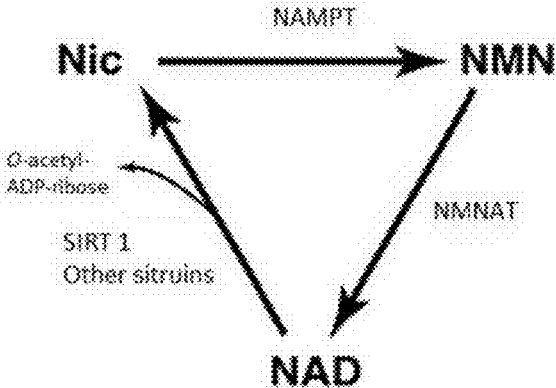 NAMPT
Nic
NMN
O-acetyl-
ADP-ribose
NMNAT
SIRT 1
Other sitruins
NAD